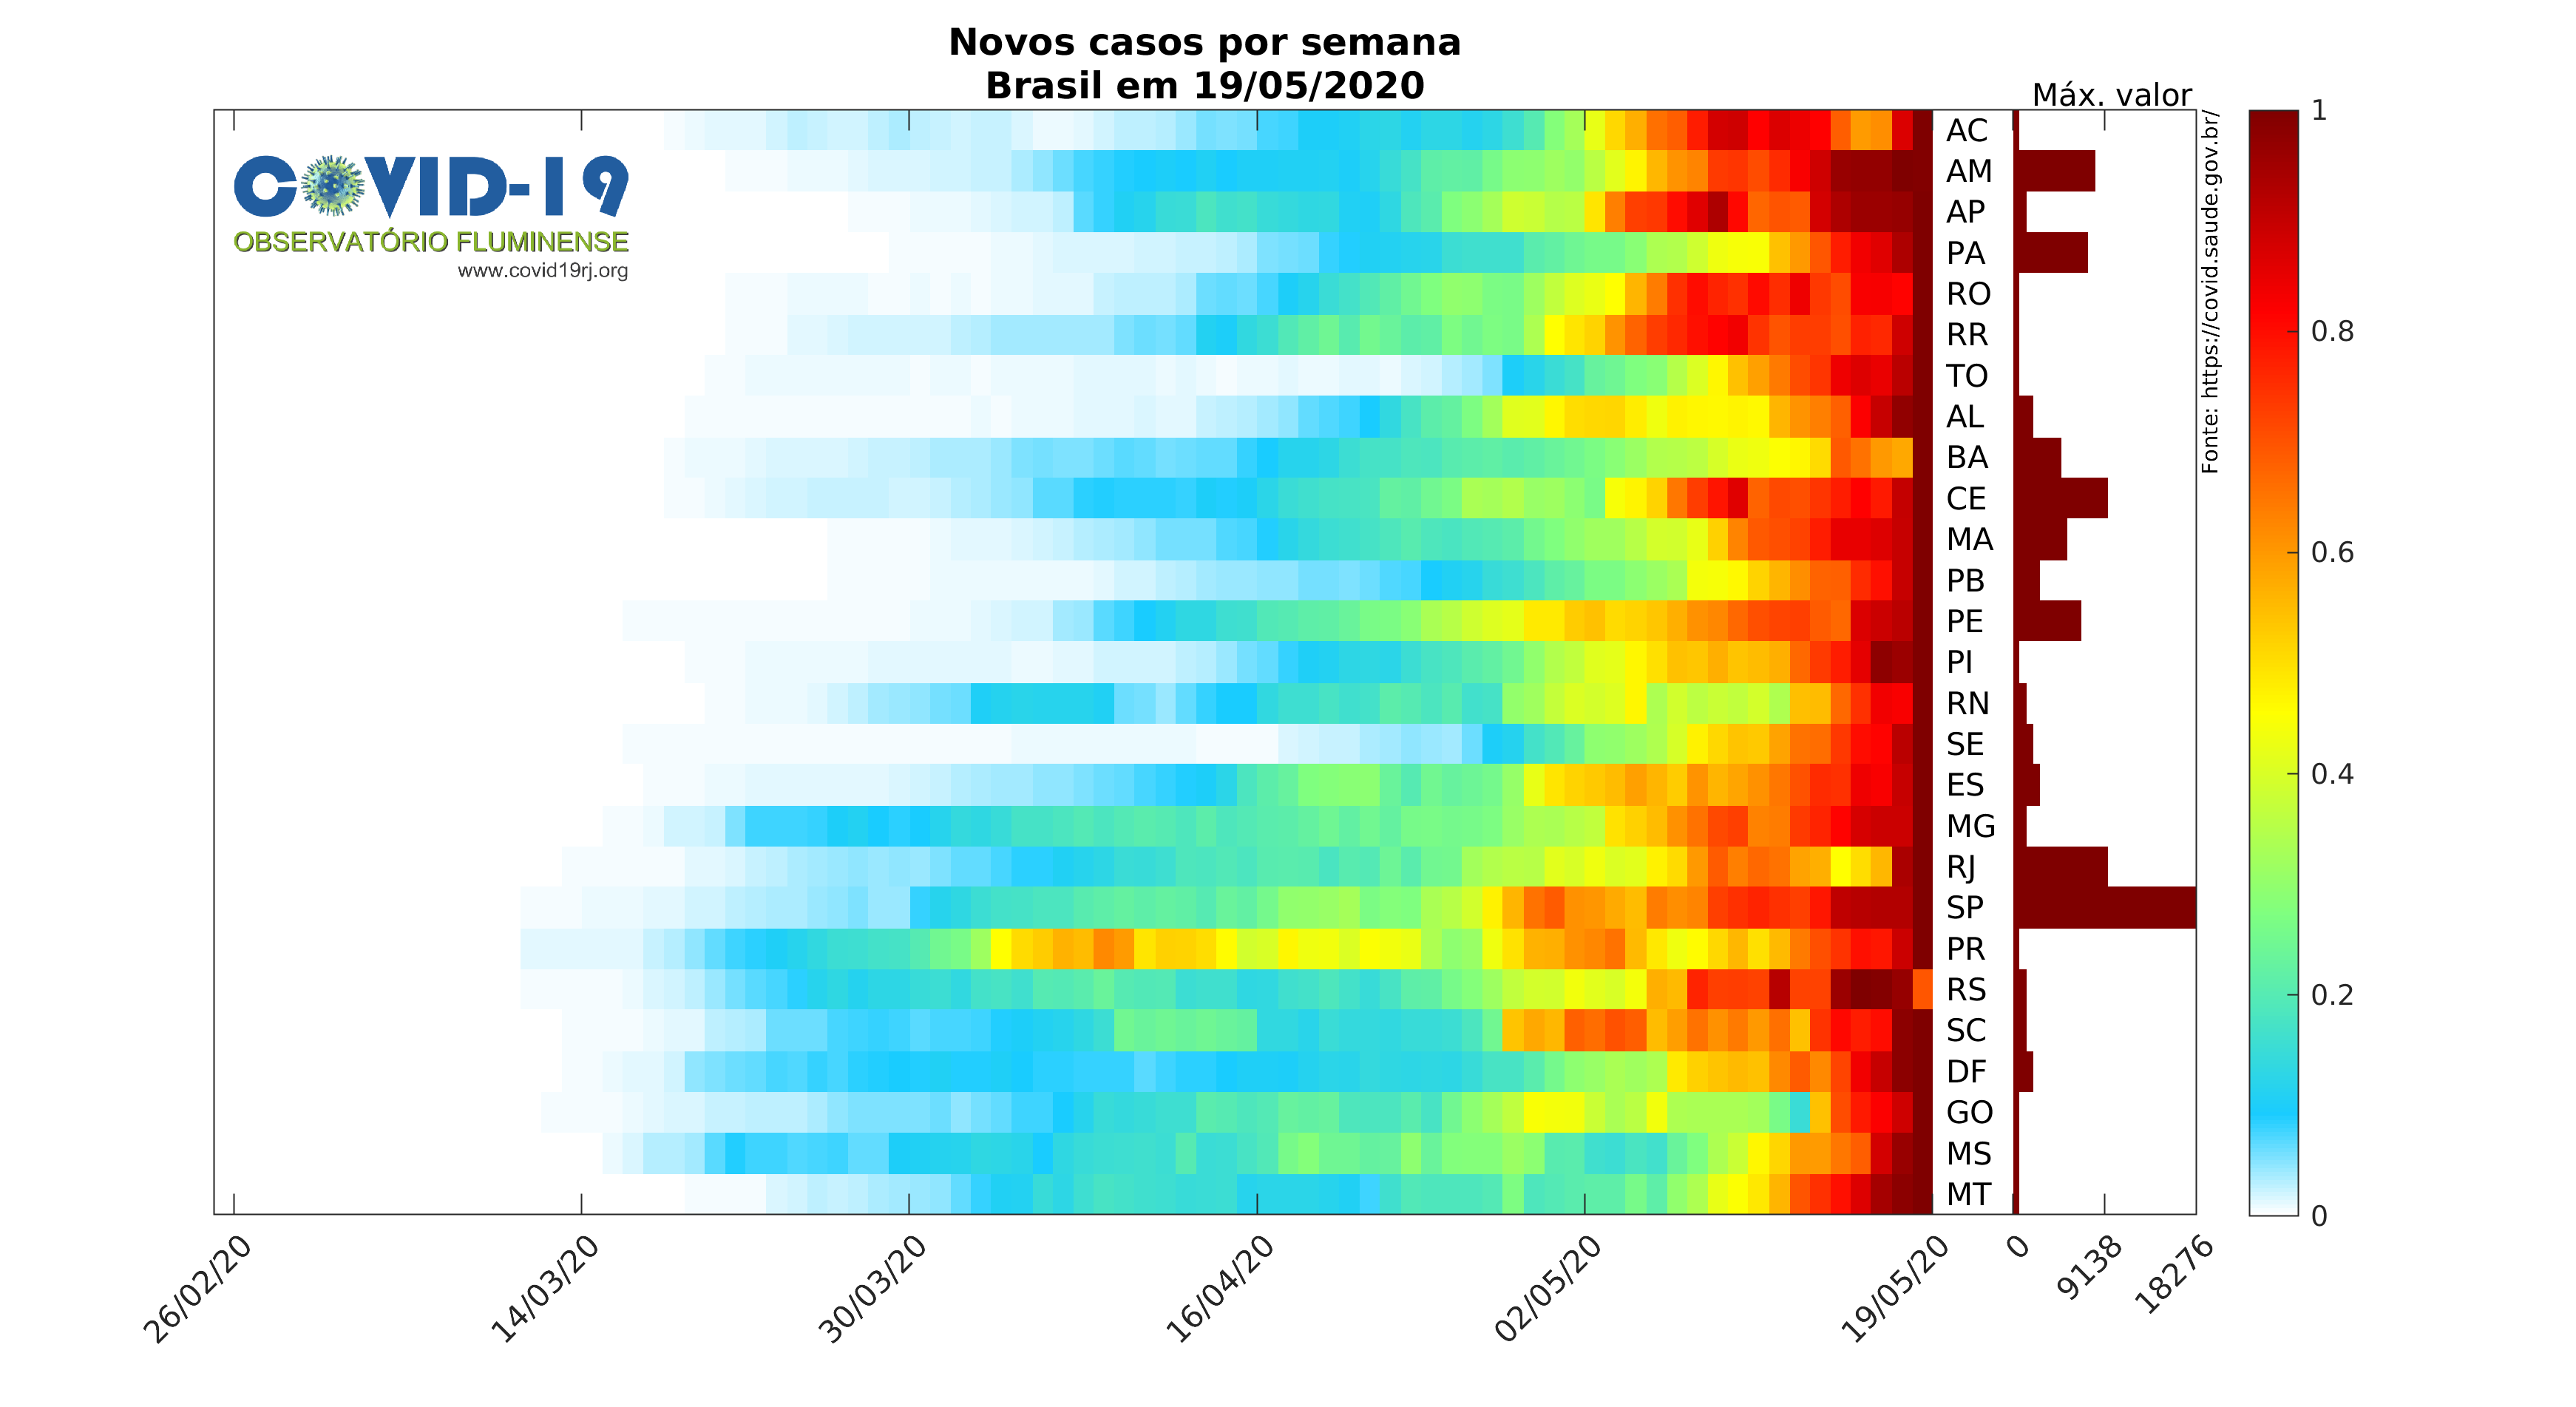 Novos casos por semana
Brasil em 19/05/2020
Máx. valor
COVID-19
OBSERVATÓRIO FLUMINENSE
www.covid19rj.org
AC
AM
AP
PA
RO
RR
TO
AL
BA
CE
MA
PB
PE
PI
RN
SE
ES
MG
RJ
SP
PR
RS
SC
DF
GO
MS
MT
Fonte: https://covid.saude.gov.br/
1
0.8
0.6
0.4
0.2
0
26/02/20
14/03/20
30/03/20
16/04/20
02/05/20
19/05/20
0
9138
18276